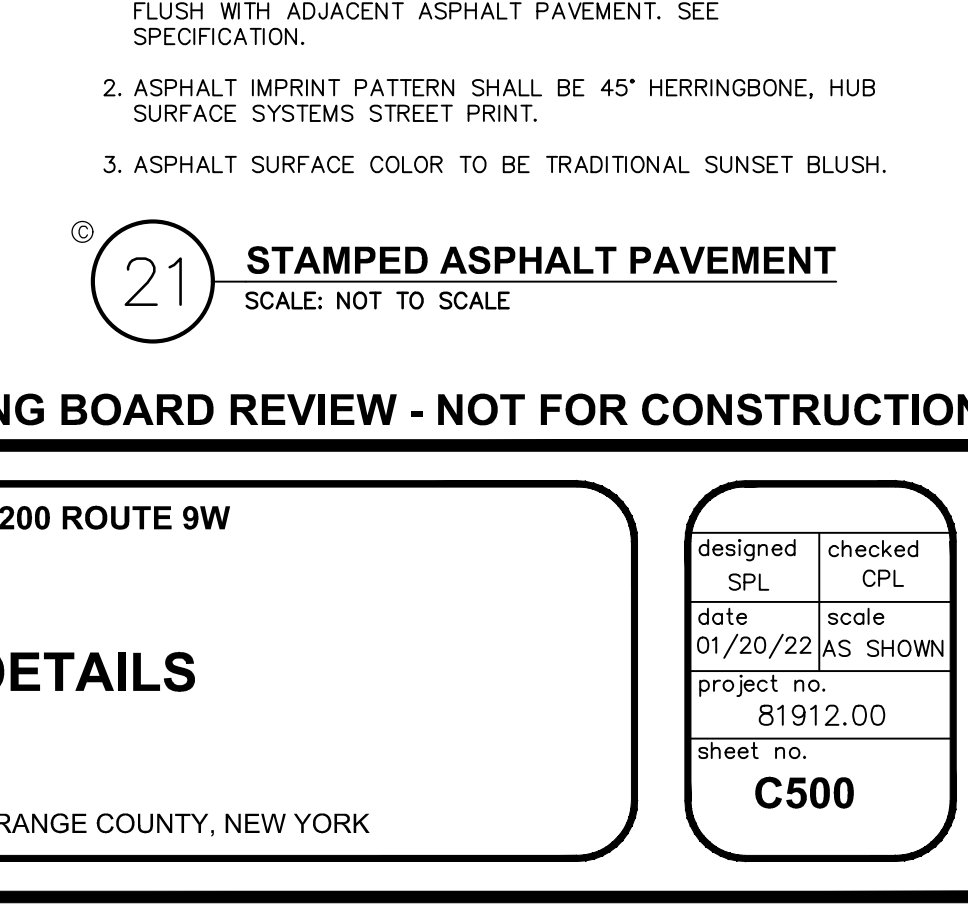 FLUSH WITH ADJACENT ASPHALT PAVEMENT. SEE
SPECIFICATION.
2. ASPHALT IMPRINT PATTERN SHALL BE 45° HERRINGBONE, HUB
SURFACE SYSTEMS STREET PRINT.
3. ASPHALT SURFACE COLOR TO BE TRADITIONAL SUNSET BLUSH.
©
21
STAMPED ASPHALT PAVEMENT
SCALE: NOT TO SCALE
NG BOARD REVIEW - NOT FOR CONSTRUCTION
200 ROUTE 9W
DETAILS
RANGE COUNTY, NEW YORK
designed
SPL
checked
CPL
date
01/20/22
scale
AS SHOWN
project no.
81912.00
sheet no.
C500